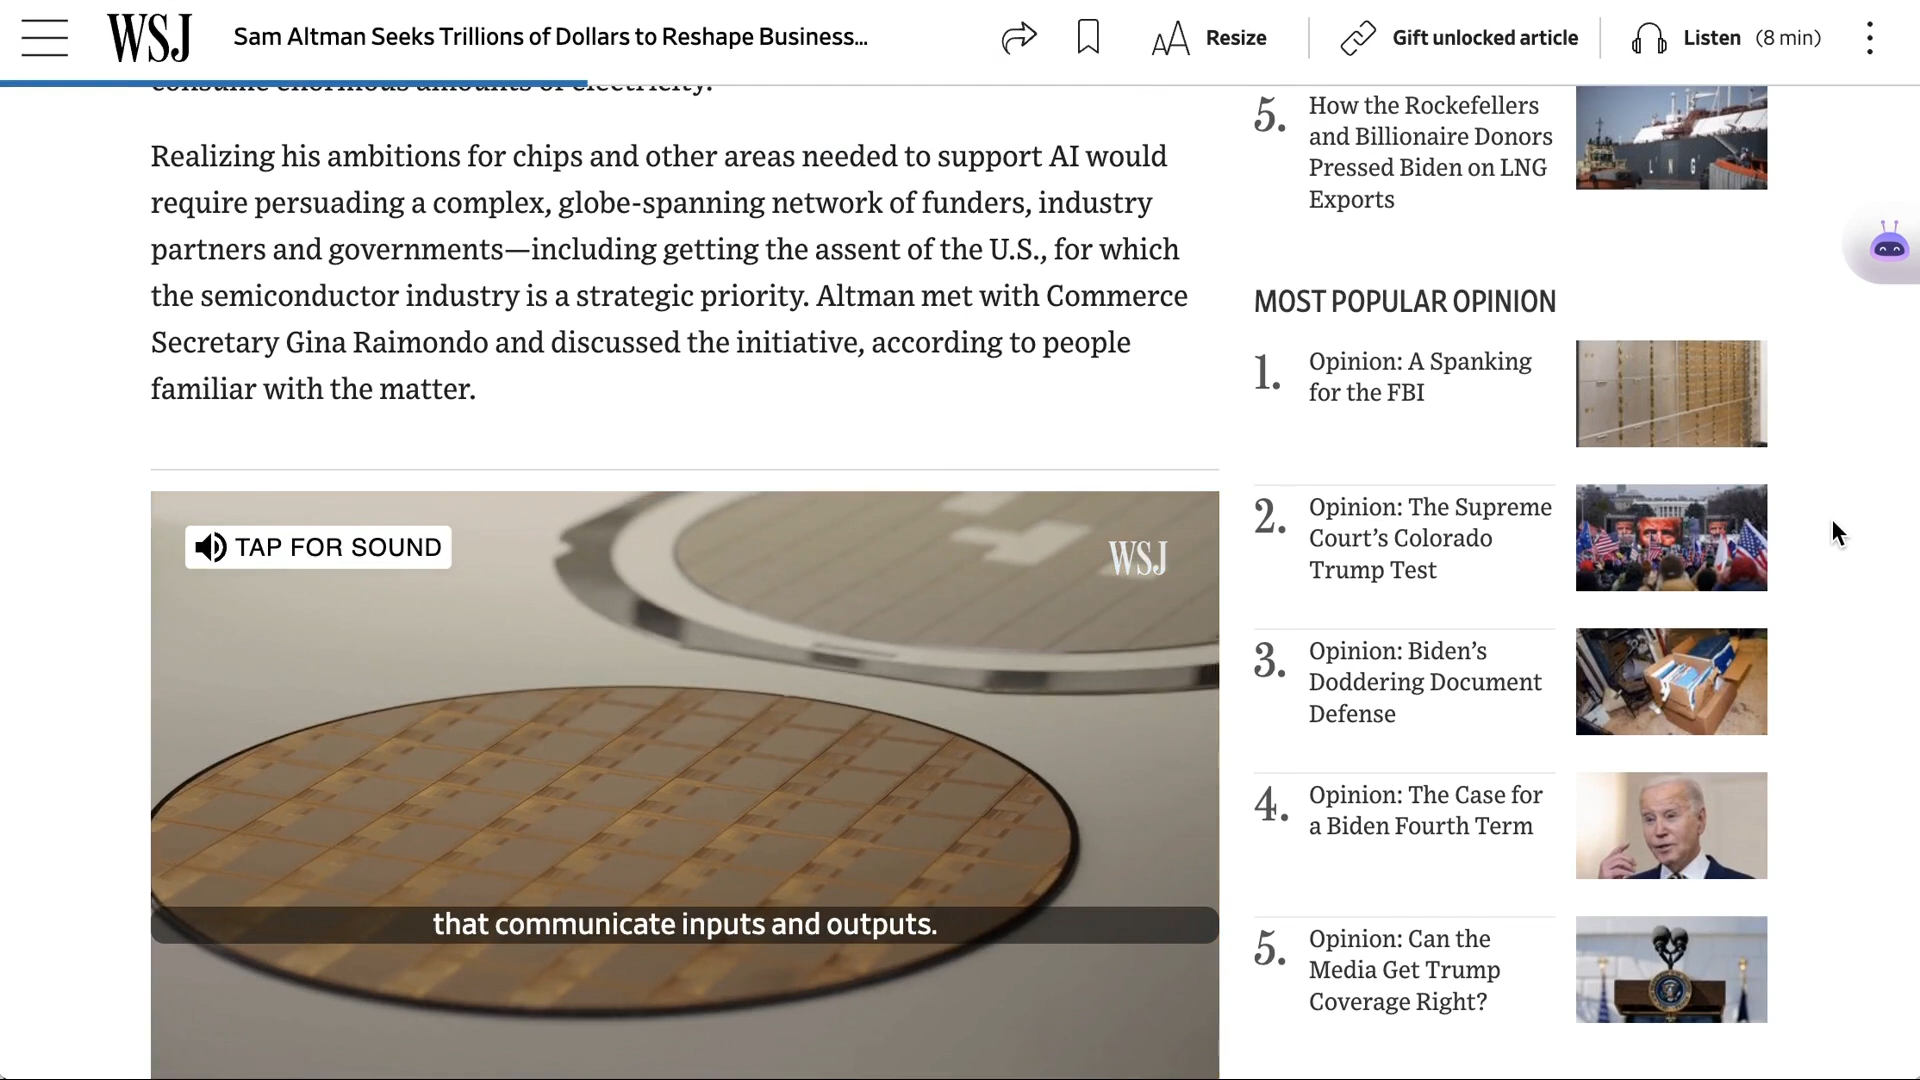 WSJ
Sam Altman Seeks Trillions of Dollars to Reshape Business...
AA Resize
Gift unlocked article
Listen (8 min)
consume enormous amounts of electricity.
Realizing his ambitions for chips and other areas needed to support AI would
require persuading a complex, globe-spanning network of funders, industry
partners and governments—including getting the assent of the U.S., for which
the semiconductor industry is a strategic priority. Altman met with Commerce
Secretary Gina Raimondo and discussed the initiative, according to people
familiar with the matter.
TAP FOR SOUND
WSJ
that communicate inputs and outputs.
5.
How the Rockefellers
and Billionaire Donors
Pressed Biden on LNG
Exports
L N G
MOST POPULAR OPINION
1.
Opinion: A Spanking
for the FBI
2.
Opinion: The Supreme
Court’s Colorado
Trump Test
3.
Opinion: Biden’s
Doddering Document
Defense
4.
Opinion: The Case for
a Biden Fourth Term
5.
Opinion: Can the
Media Get Trump
Coverage Right?